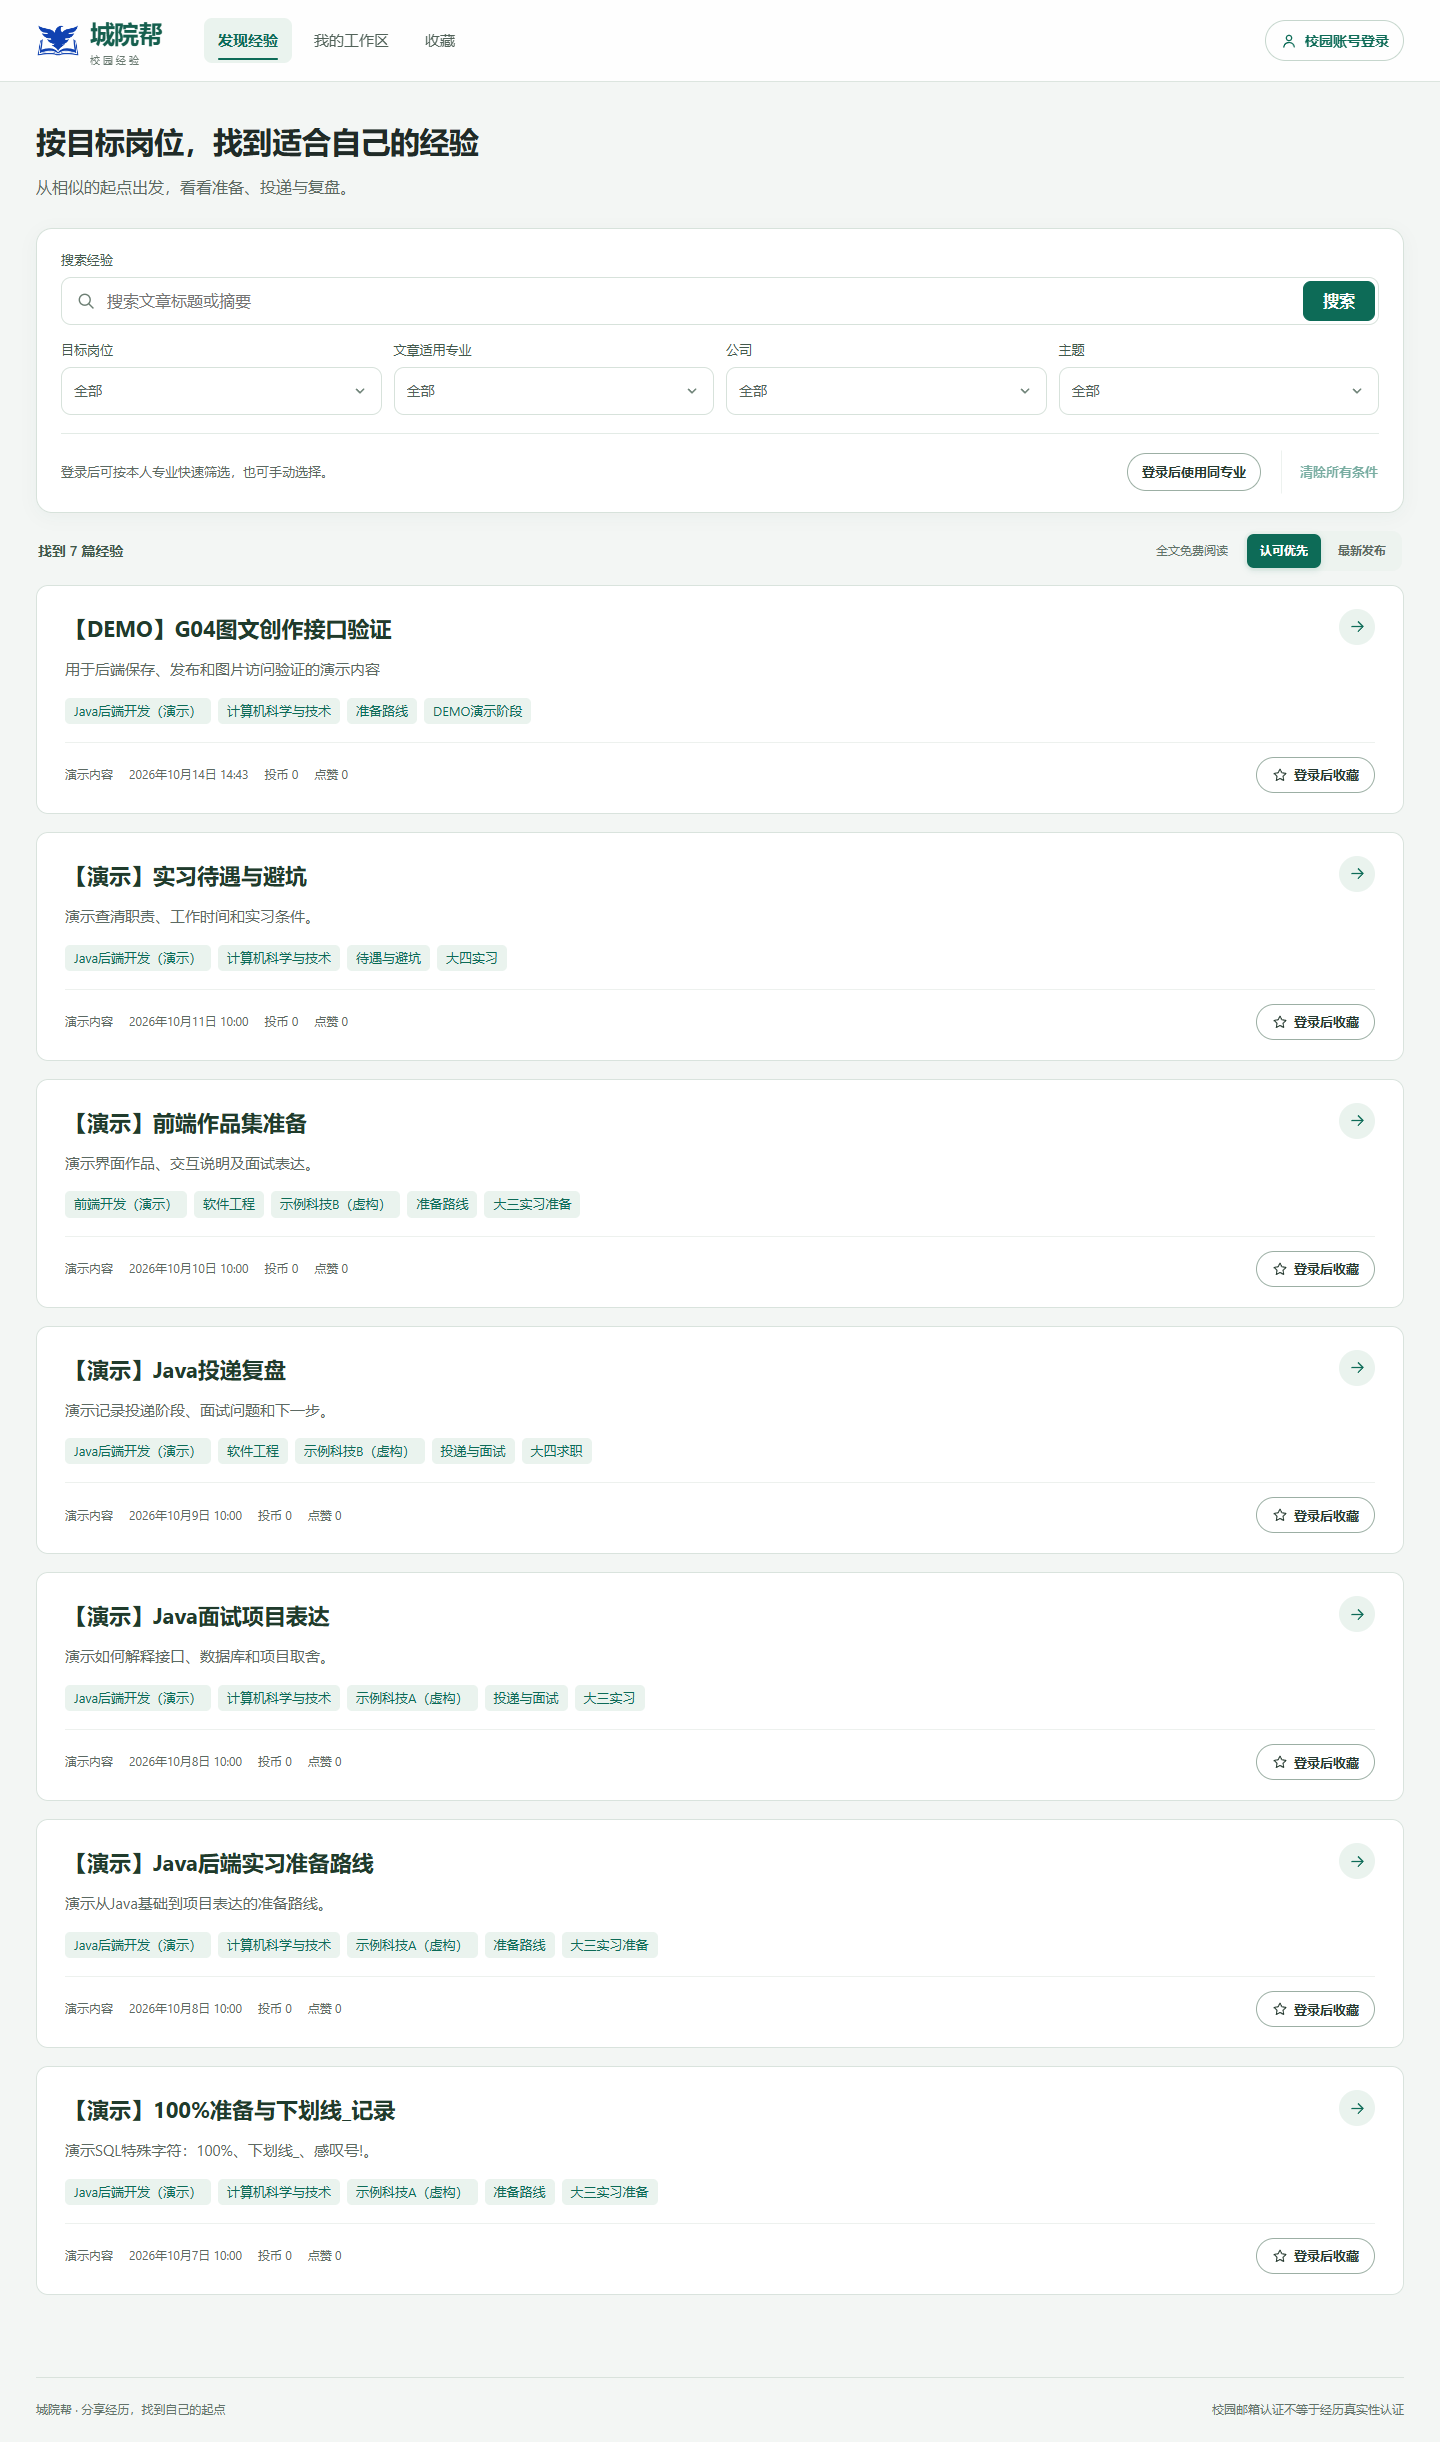 城院帮
校园经验
发现经验 我的工作区 收藏
校园账号登录
按目标岗位，找到适合自己的经验
从相似的起点出发，看看准备、投递与复盘。
搜索经验
搜索文章标题或摘要 搜索
目标岗位 文章适用专业 公司 主题
全部 全部 全部 全部
登录后可按本人专业快速筛选，也可手动选择。 登录后使用同专业 清除所有条件
找到 7 篇经验 全文免费阅读 认可优先 最新发布
【DEMO】G04图文创作接口验证
用于后端保存、发布和图片访问验证的演示内容
Java后端开发（演示） 计算机科学与技术 准备路线 DEMO演示阶段
演示内容 2026年10月14日 14:43 投币 0 点赞 0 登录后收藏
【演示】实习待遇与避坑
演示查清职责、工作时间和实习条件。
Java后端开发（演示） 计算机科学与技术 待遇与避坑 大四实习
演示内容 2026年10月11日 10:00 投币 0 点赞 0 登录后收藏
【演示】前端作品集准备
演示界面作品、交互说明及面试表达。
前端开发（演示） 软件工程 示例科技B（虚构） 准备路线 大三实习准备
演示内容 2026年10月10日 10:00 投币 0 点赞 0 登录后收藏
【演示】Java投递复盘
演示记录投递阶段、面试问题和下一步。
Java后端开发（演示） 软件工程 示例科技B（虚构） 投递与面试 大四求职
演示内容 2026年10月9日 10:00 投币 0 点赞 0 登录后收藏
【演示】Java面试项目表达
演示如何解释接口、数据库和项目取舍。
Java后端开发（演示） 计算机科学与技术 示例科技A（虚构） 投递与面试 大三实习
演示内容 2026年10月8日 10:00 投币 0 点赞 0 登录后收藏
【演示】Java后端实习准备路线
演示从Java基础到项目表达的准备路线。
Java后端开发（演示） 计算机科学与技术 示例科技A（虚构） 准备路线 大三实习准备
演示内容 2026年10月8日 10:00 投币 0 点赞 0 登录后收藏
【演示】100%准备与下划线_记录
演示SQL特殊字符：100%、下划线_、感叹号!。
Java后端开发（演示） 计算机科学与技术 示例科技A（虚构） 准备路线 大三实习准备
演示内容 2026年10月7日 10:00 投币 0 点赞 0 登录后收藏
城院帮 · 分享经历，找到自己的起点 校园邮箱认证不等于经历真实性认证